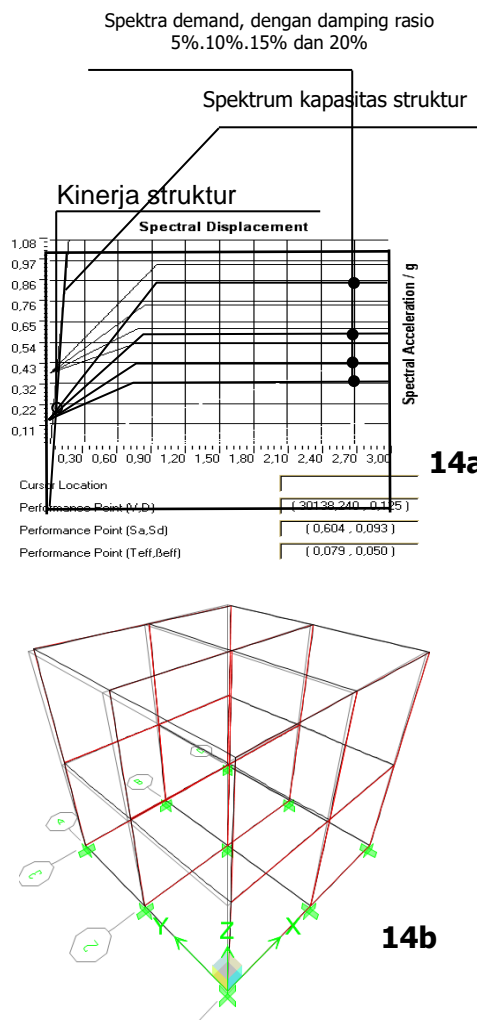 Spektra demand, dengan damping rasio
5%.10%.15% dan 20%
Spektrum kapasitas struktur
Kinerja struktur
Spectral Displacement
1,08
0,97
0,86
0,76
0,65
0,54
0,43
0,32
0,22
0,11
Spectral Acceleration / g
0,30 0,60 0,90 1,20 1,50 1,80 2,10 2,40 2,70 3,00
14a
Cursor Location
Performance Point (V,D) ( 30138,240 , 0,125 )
Performance Point (Sa,Sd) ( 0,604 , 0,093 )
Performance Point (Teff,βeff) ( 0,079 , 0,050 )
8
4
3
2
Y Z X
14b